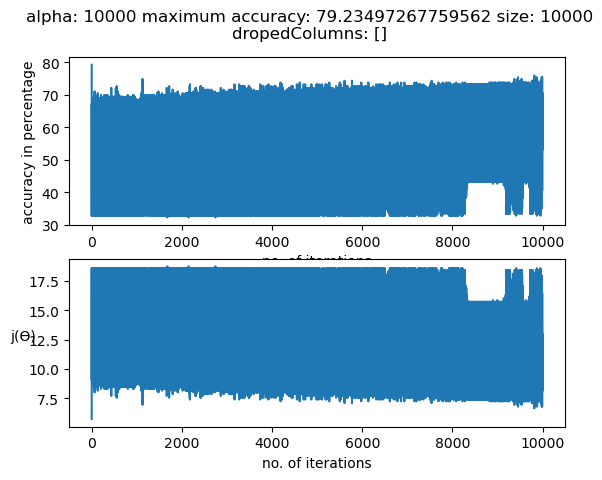 alpha: 10000 maximum accuracy: 79.23497267759562 size: 10000
dropedColumns: []
accuracy in percentage
80
70
60
50
40
30
0 2000 4000 6000 8000 10000
no. of iterations
j(Θ)
17.5
15.0
12.5
10.0
7.5
0 2000 4000 6000 8000 10000
no. of iterations